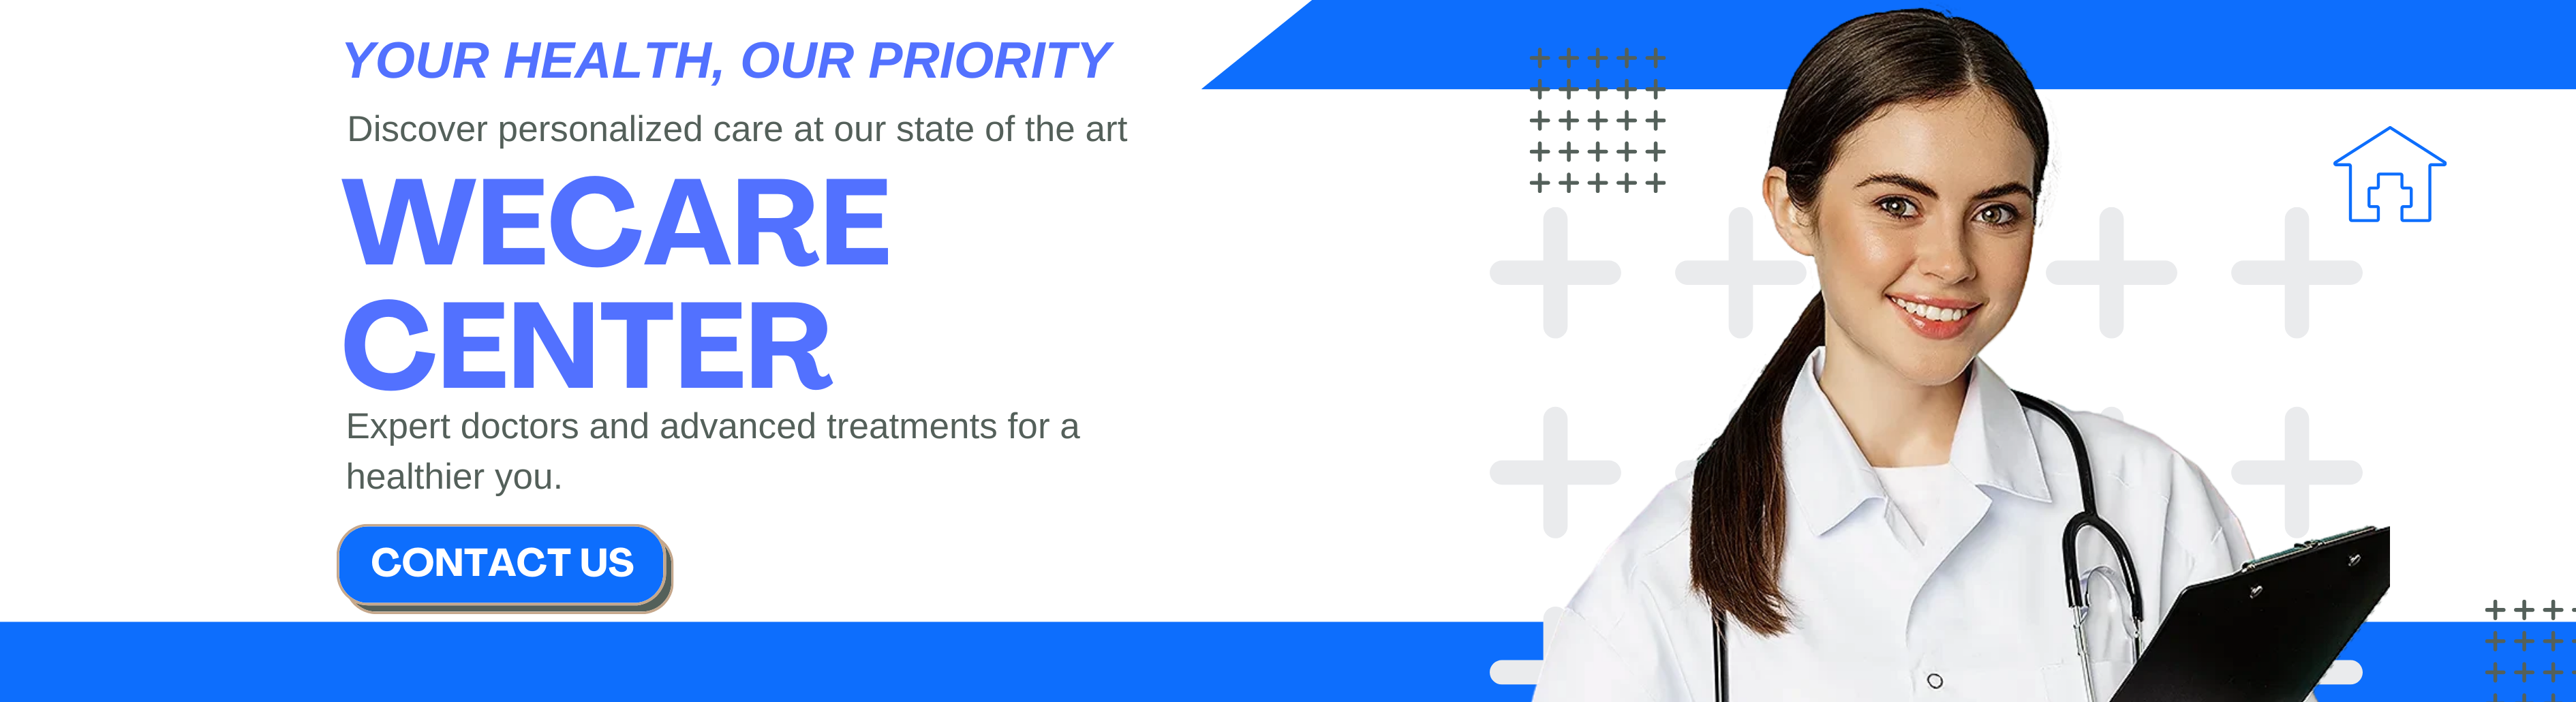 YOUR HEALTH, OUR PRIORITY
Discover personalized care at our state of the art
WECARE
CENTER
Expert doctors and advanced treatments for a
healthier you.
CONTACT US